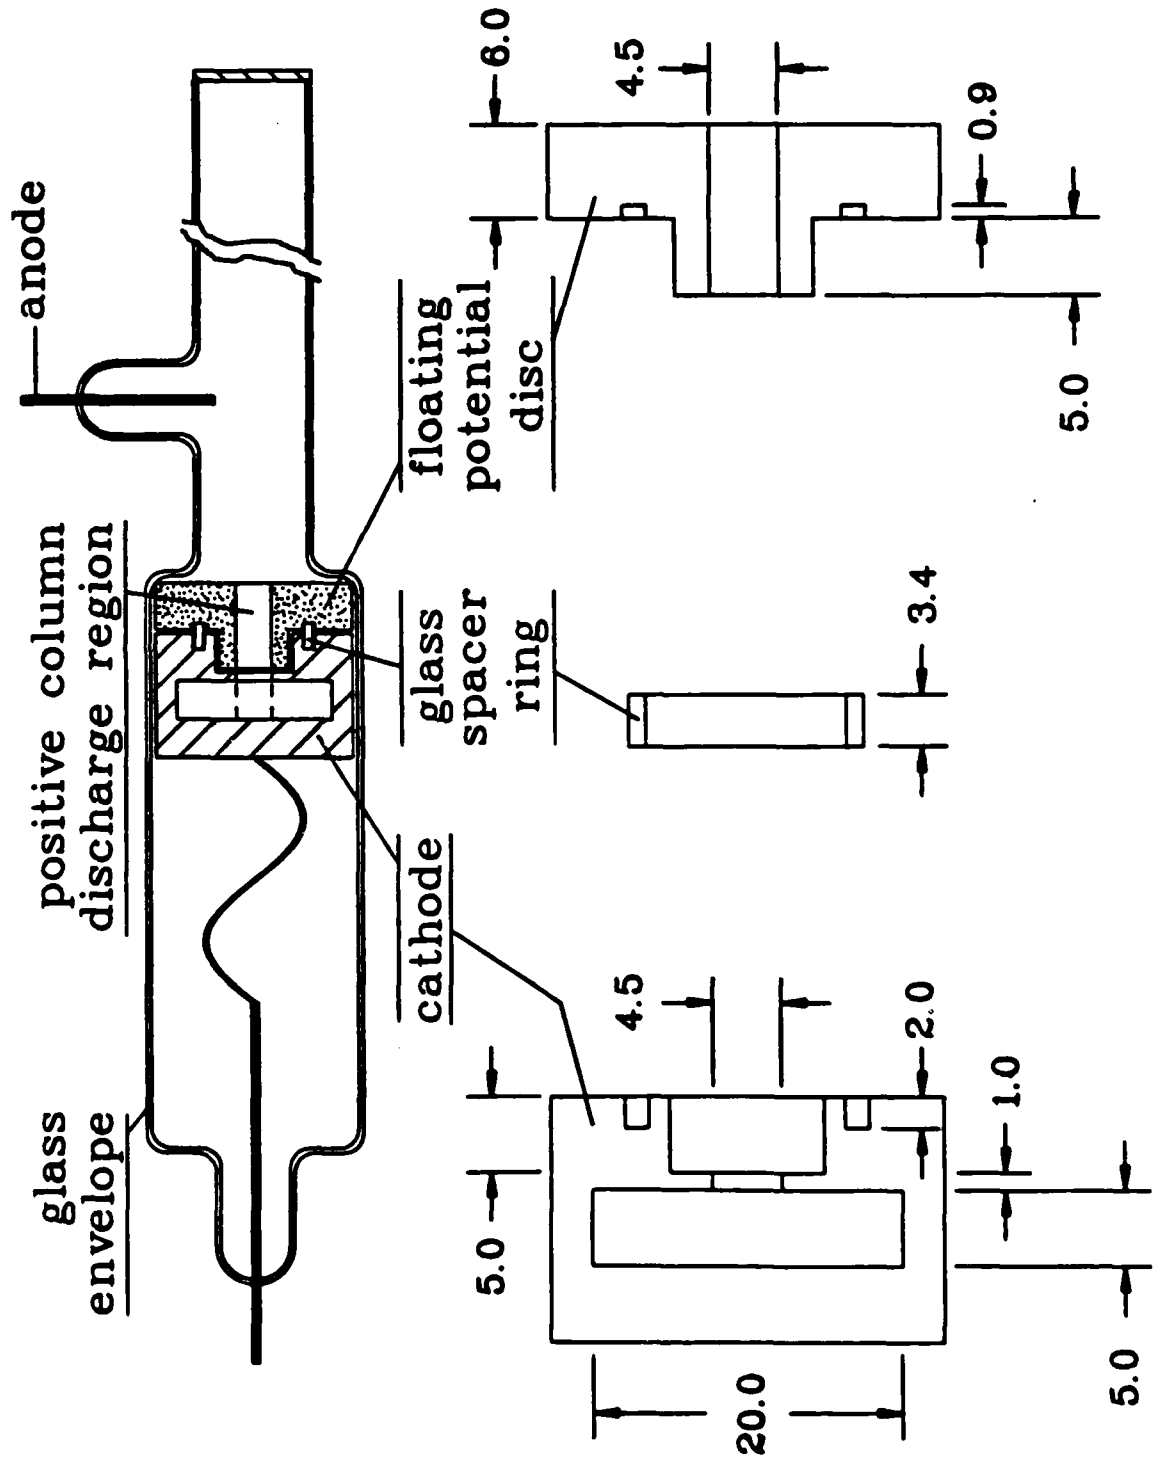 anode
positive column
discharge region
glass
envelope
cathode
glass
spacer
ring
floating
potential
disc
5.0
4.5
2.0
1.0
5.0
20.0
3.4
6.0
4.5
0.9
5.0